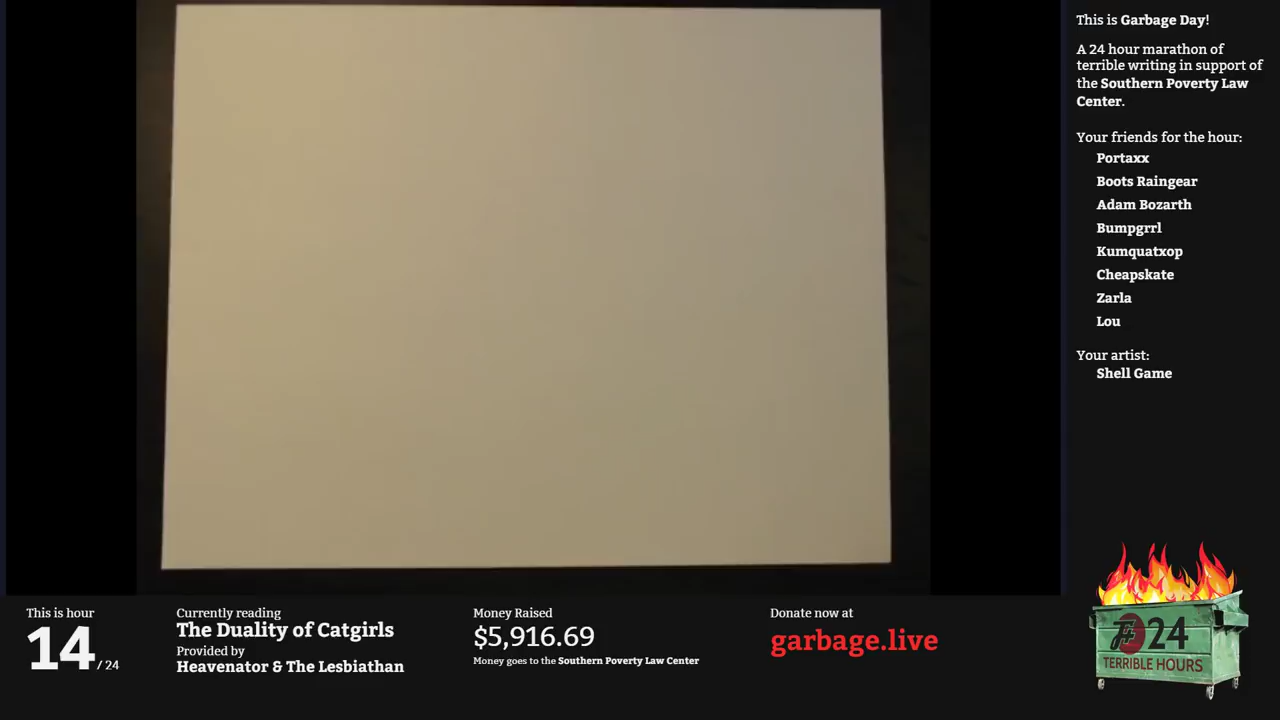 This is Garbage Day!
A 24 hour marathon of
terrible writing in support of
the Southern Poverty Law
Center.
Your friends for the hour:
Portaxx
Boots Raingear
Adam Bozarth
Bumpgrrl
Kumquatxop
Cheapskate
Zarla
Lou
Your artist:
Shell Game
This is hour
14 / 24
Currently reading
The Duality of Catgirls
Provided by
Heavenator & The Lesbiathan
Money Raised
$5,916.69
Money goes to the Southern Poverty Law Center
Donate now at
garbage.live
24
TERRIBLE HOURS